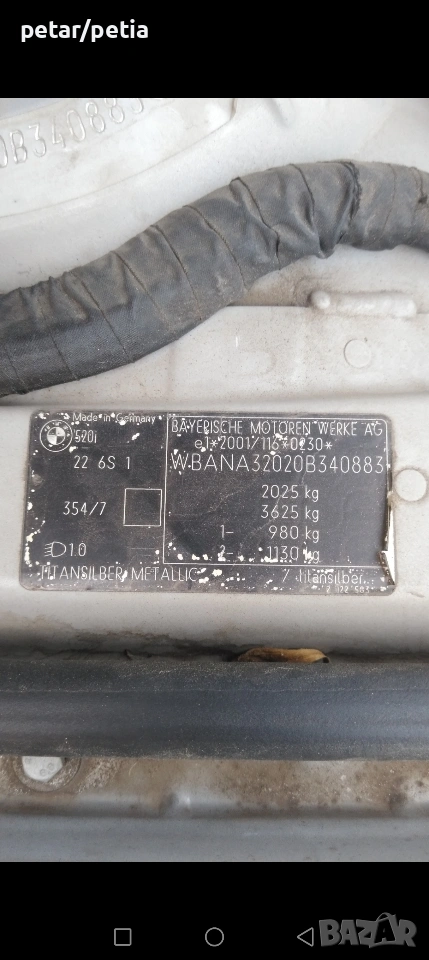 petar/petia
0B340883
Made in Germany
520i
BAYERISCHE MOTOREN WERKE AG
e1*2001/116*0230*
22 6S 1
WBANA32020B340883
2025 kg
354/7
3625 kg
1- 980 kg
1.0
2- 1130 kg
TITANSILBER METALLIC
/ Titansilber
BAZAR